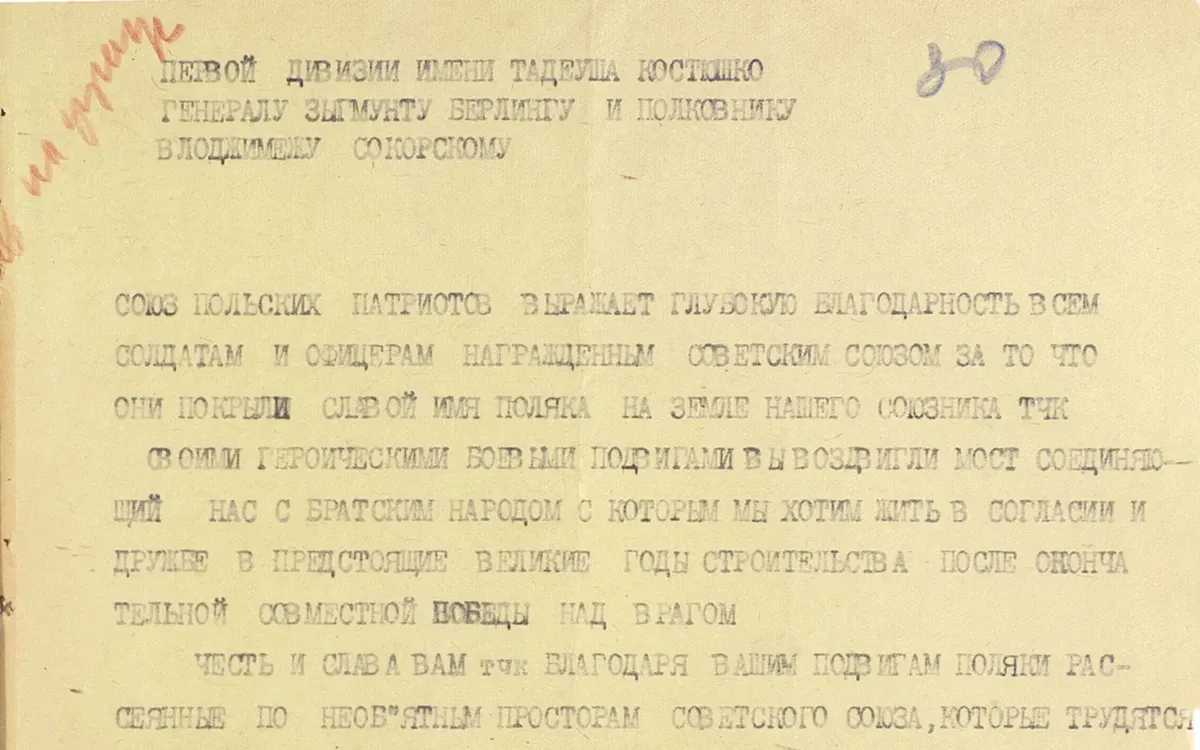 30
ПЕРВОЙ ДИВИЗИИ ИМЕНИ ТАДЕУША КОСТЮШКО
ГЕНЕРАЛУ ЗЫГМУНТУ БЕРЛИНГУ И ПОЛКОВНИКУ
ВЛОДЖИМЕЖУ СОКОРСКОМУ
СОЮЗ ПОЛЬСКИХ ПАТРИОТОВ ВЫРАЖАЕТ ГЛУБОКУЮ БЛАГОДАРНОСТЬ ВСЕМ
СОЛДАТАМ И ОФИЦЕРАМ НАГРАЖДЕННЫМ СОВЕТСКИМ СОЮЗОМ ЗА ТО ЧТО
ОНИ ПОКРЫЛИ СЛАВОЙ ИМЯ ПОЛЯКА НА ЗЕМЛЕ НАШЕГО СОЮЗНИКА ТЧК
СВОИМИ ГЕРОИЧЕСКИМИ БОЕВЫМИ ПОДВИГАМИ ВЫ ВОЗДВИГЛИ МОСТ СОЕДИНЯЮ-
ЩИЙ НАС С БРАТСКИМ НАРОДОМ С КОТОРЫМ МЫ ХОТИМ ЖИТЬ В СОГЛАСИИ И
ДРУЖБЕ В ПРЕДСТОЯЩИЕ ВЕЛИКИЕ ГОДЫ СТРОИТЕЛЬСТВА ПОСЛЕ ОКОНЧА
ТЕЛЬНОЙ СОВМЕСТНОЙ ПОБЕДЫ НАД ВРАГОМ
ЧЕСТЬ И СЛАВА ВАМ тчк БЛАГОДАРЯ ВАШИМ ПОДВИГАМ ПОЛЯКИ РАС-
СЕЯННЫЕ ПО НЕОБ"ЯТНЫМ ПРОСТОРАМ СОВЕТСКОГО СОЮЗА, КОТОРЫЕ ТРУДЯТСЯ